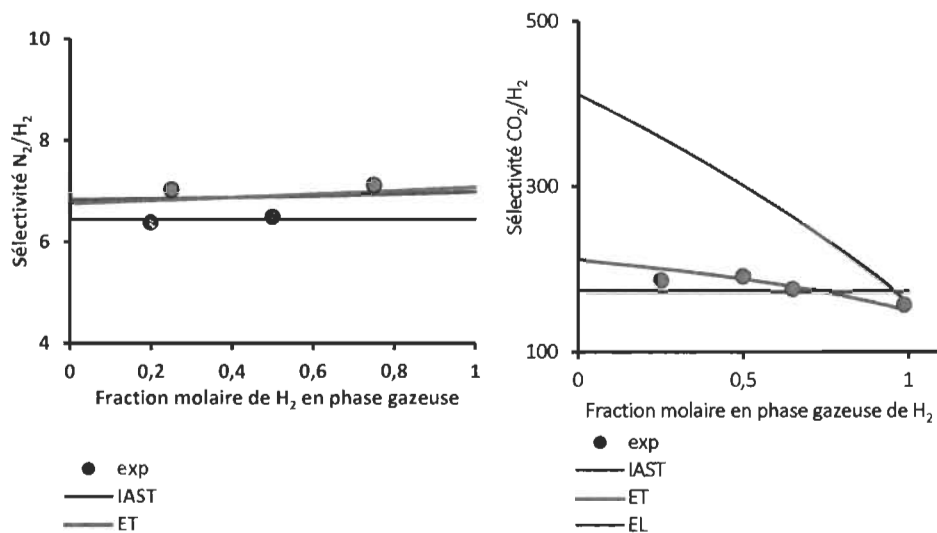 Sélectivité N₂/H₂
10
8
6
4
0
0,2
0,4
0,6
0,8
1
Fraction molaire de H₂ en phase gazeuse
exp
IAST
ET
Sélectivité CO₂/H₂
500
300
100
0
0,5
1
Fraction molaire en phase gazeuse de H₂
exp
IAST
ET
EL